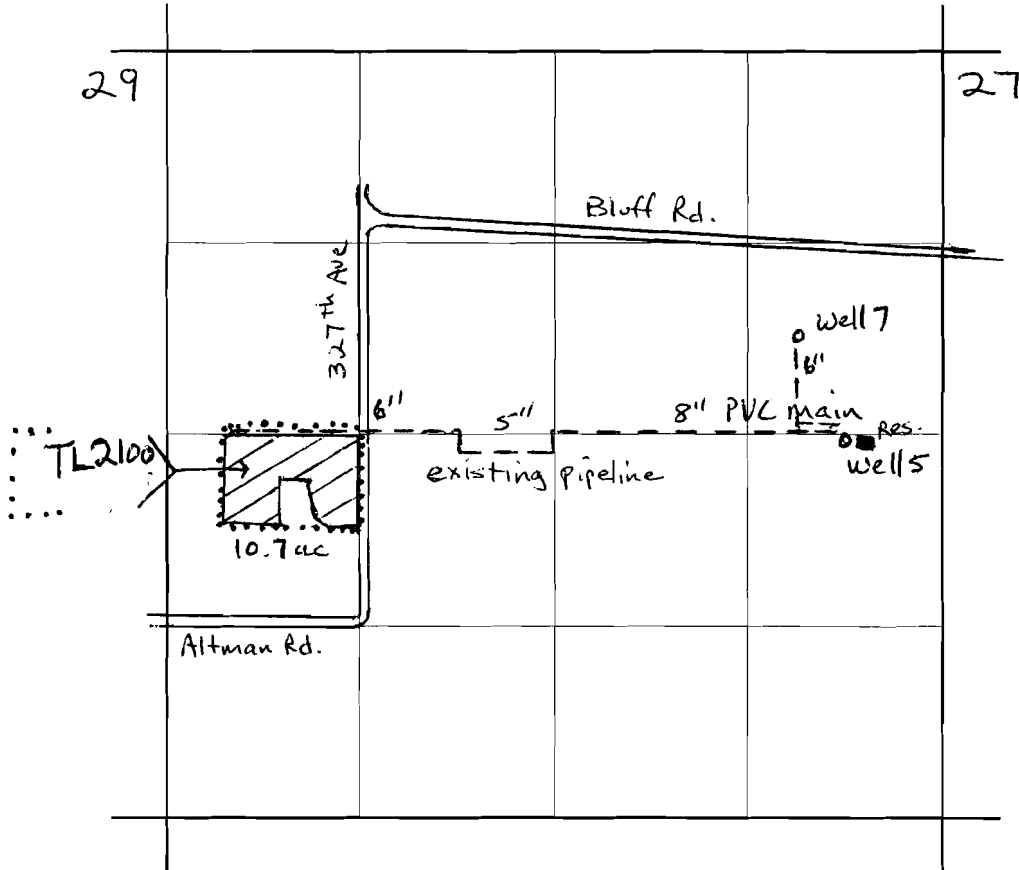 29
27
Bluff Rd.
327th Ave
Well 7
6"
6"
5"
8" PVC main
Res.
Well 5
existing pipeline
TL2100
10.7 ac
Altman Rd.